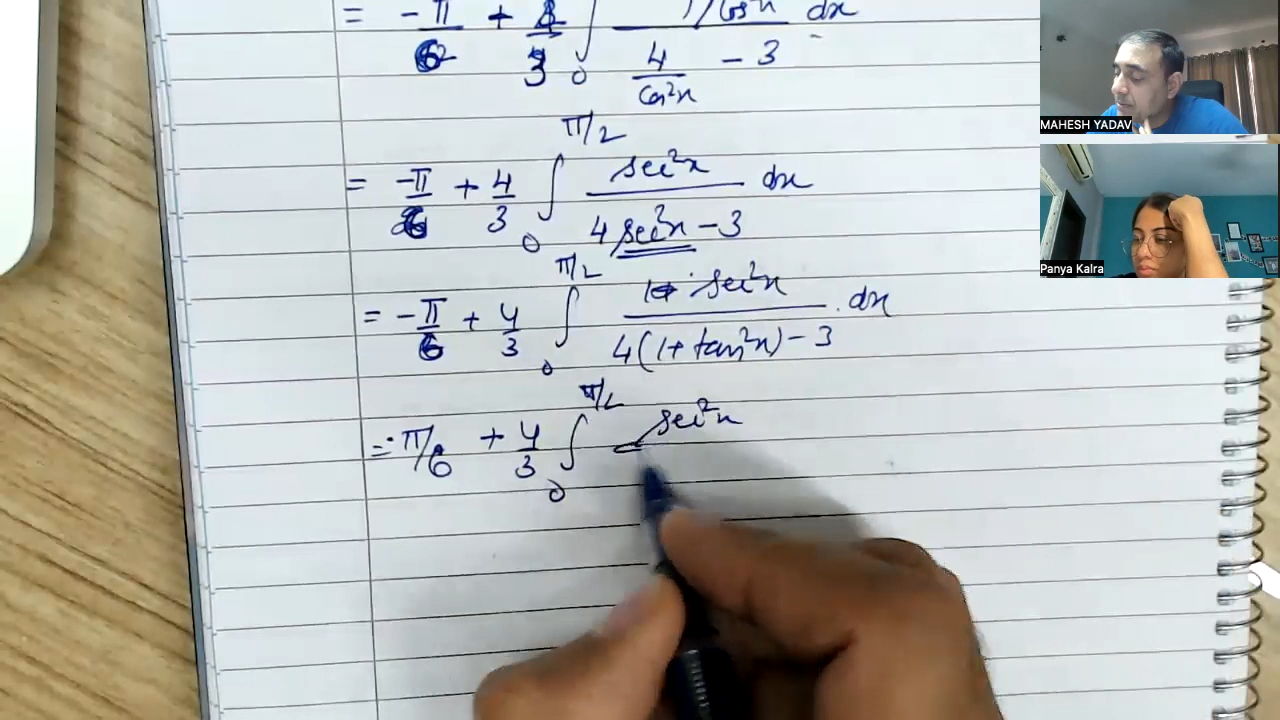 = -π/6 + 4/3 ∫₀ 1/cos²x / (4/cos²x - 3) dx
= -π/6 + 4/3 ∫₀^(π/2) sec²x / (4 sec²x - 3) dx
= -π/6 + 4/3 ∫₀^(π/2) sec²x / (4(1+tan²x) - 3) . dx
= -π/6 + 4/3 ∫₀^(π/2) sec²x
MAHESH YADAV
Panya Kalra